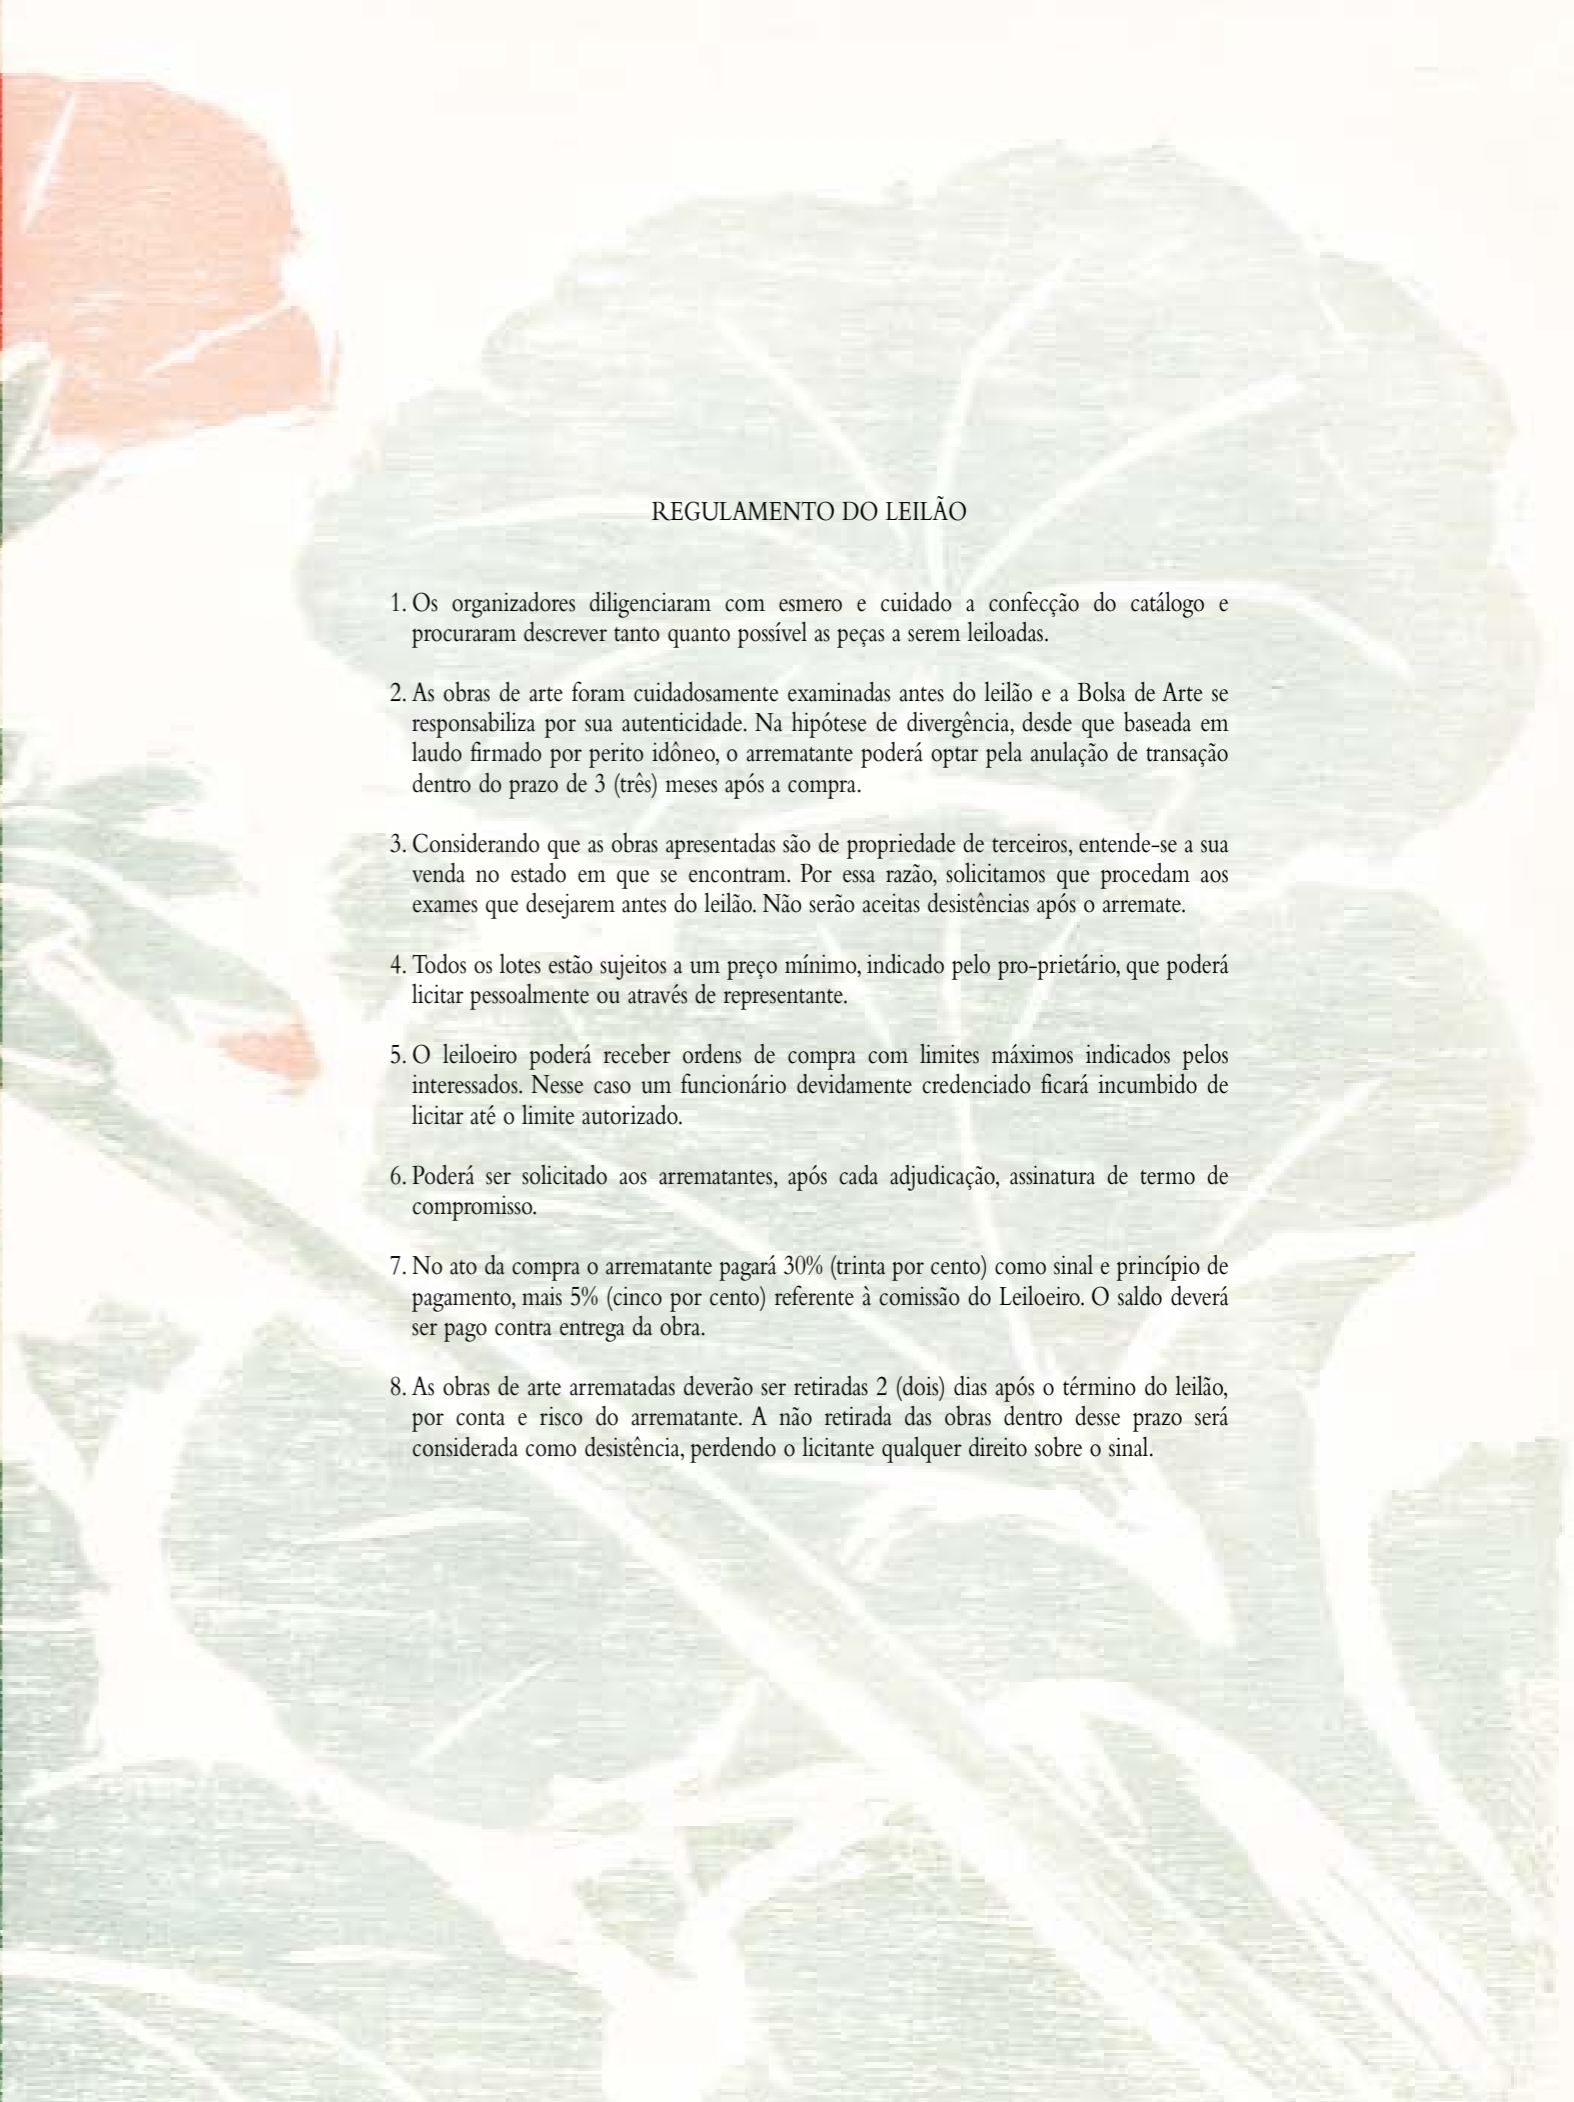 REGULAMENTO DO LEILÃO
1. Os organizadores diligenciaram com esmero e cuidado a confecção do catálogo e
procuraram descrever tanto quanto possível as peças a serem leiloadas.
2. As obras de arte foram cuidadosamente examinadas antes do leilão e a Bolsa de Arte se
responsabiliza por sua autenticidade. Na hipótese de divergência, desde que baseada em
laudo firmado por perito idôneo, o arrematante poderá optar pela anulação de transação
dentro do prazo de 3 (três) meses após a compra.
3. Considerando que as obras apresentadas são de propriedade de terceiros, entende-se a sua
venda no estado em que se encontram. Por essa razão, solicitamos que procedam aos
exames que desejarem antes do leilão. Não serão aceitas desistências após o arremate.
4. Todos os lotes estão sujeitos a um preço mínimo, indicado pelo pro-prietário, que poderá
licitar pessoalmente ou através de representante.
5. O leiloeiro poderá receber ordens de compra com limites máximos indicados pelos
interessados. Nesse caso um funcionário devidamente credenciado ficará incumbido de
licitar até o limite autorizado.
6. Poderá ser solicitado aos arrematantes, após cada adjudicação, assinatura de termo de
compromisso.
7. No ato da compra o arrematante pagará 30% (trinta por cento) como sinal e princípio de
pagamento, mais 5% (cinco por cento) referente à comissão do Leiloeiro. O saldo deverá
ser pago contra entrega da obra.
8. As obras de arte arrematadas deverão ser retiradas 2 (dois) dias após o término do leilão,
por conta e risco do arrematante. A não retirada das obras dentro desse prazo será
considerada como desistência, perdendo o licitante qualquer direito sobre o sinal.